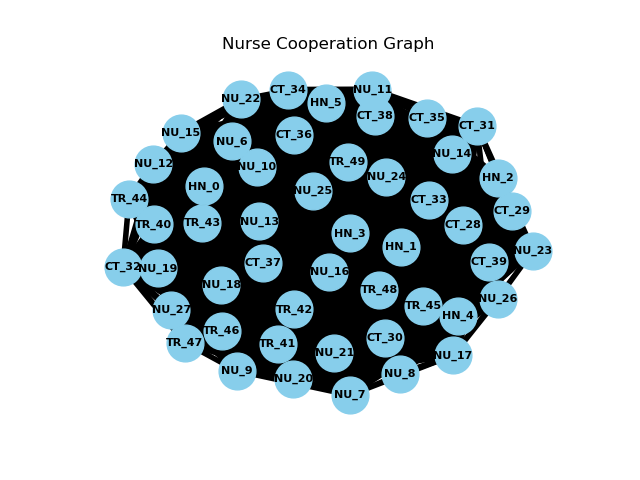 Nurse Cooperation Graph
CT_34
NU_11
NU_22
HN_5
CT_38
CT_35
CT_31
NU_15
CT_36
NU_6
NU_14
NU_12
TR_49
NU_10
NU_24
HN_2
HN_0
NU_25
TR_44
CT_33
CT_29
TR_40
TR_43
NU_13
CT_28
HN_3
HN_1
NU_23
CT_32
NU_19
CT_37
CT_39
NU_16
NU_18
TR_48
NU_26
TR_45
NU_27
TR_42
HN_4
TR_46
CT_30
TR_47
TR_41
NU_21
NU_17
NU_9
NU_20
NU_8
NU_7